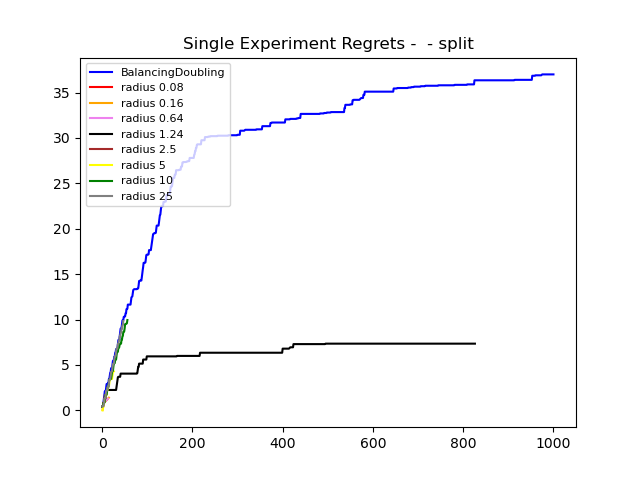 Single Experiment Regrets -  - split
BalancingDoubling
radius 0.08
radius 0.16
radius 0.64
radius 1.24
radius 2.5
radius 5
radius 10
radius 25
35
30
25
20
15
10
5
0
0 200 400 600 800 1000